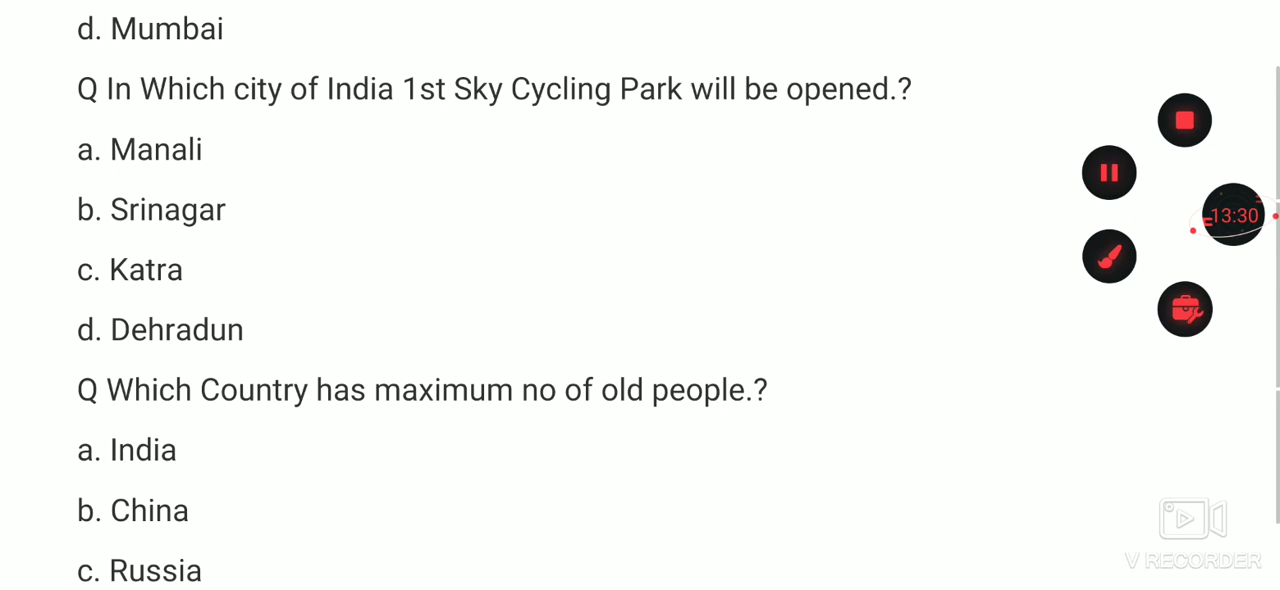 d. Mumbai
Q In Which city of India 1st Sky Cycling Park will be opened.?
a. Manali
b. Srinagar
13:30
c. Katra
d. Dehradun
Q Which Country has maximum no of old people.?
a. India
b. China
V RECORDER
c. Russia